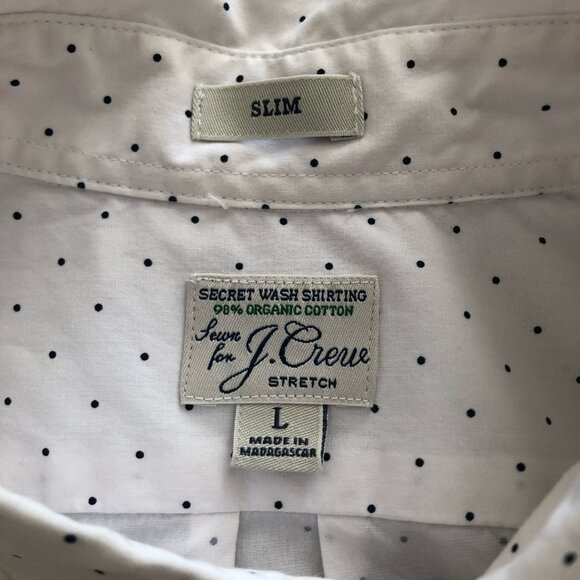 SLIM
SECRET WASH SHIRTING
98% ORGANIC COTTON
Sewn for J.Crew
STRETCH
L
MADE IN
MADAGASCAR